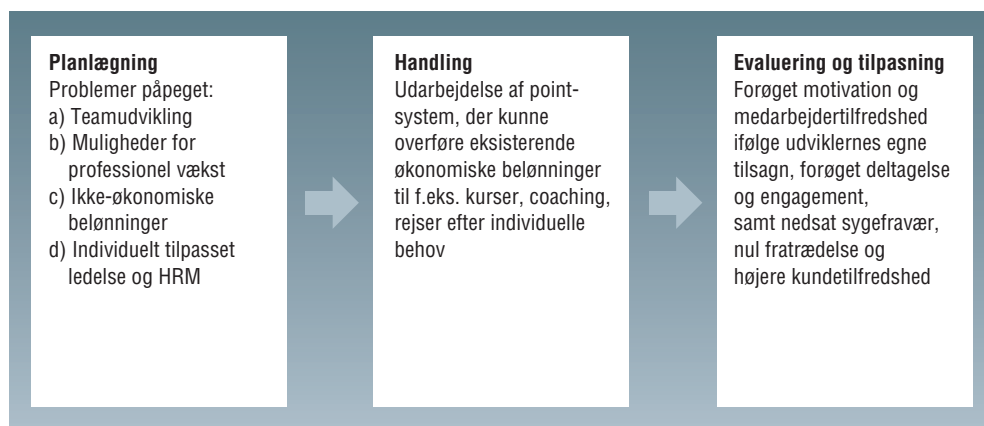 Planlægning
Problemer påpeget:
a) Teamudvikling
b) Muligheder for
professionel vækst
c) Ikke-økonomiske
belønninger
d) Individuelt tilpasset
ledelse og HRM
Handling
Udarbejdelse af point-
system, der kunne
overføre eksisterende
økonomiske belønninger
til f.eks. kurser, coaching,
rejser efter individuelle
behov
Evaluering og tilpasning
Forøget motivation og
medarbejdertilfredshed
ifølge udviklernes egne
tilsagn, forøget deltagelse
og engagement,
samt nedsat sygefravær,
nul fratrædelse og
højere kundetilfredshed